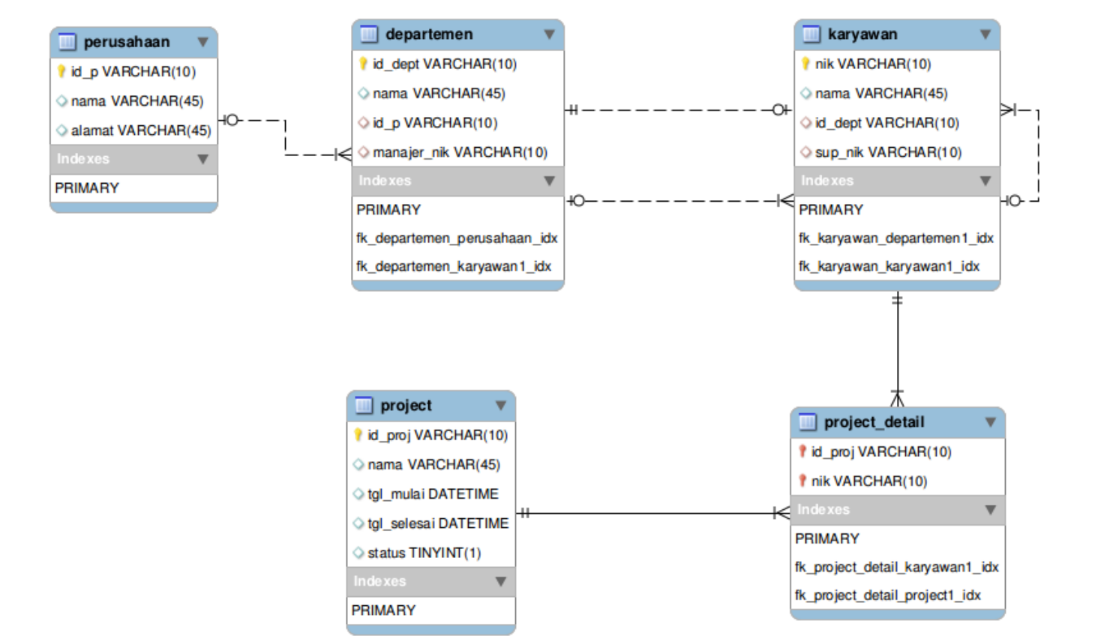 perusahaan
id_p VARCHAR(10)
nama VARCHAR(45)
alamat VARCHAR(45)
Indexes
PRIMARY
departemen
id_dept VARCHAR(10)
nama VARCHAR(45)
id_p VARCHAR(10)
manajer_nik VARCHAR(10)
Indexes
PRIMARY
fk_departemen_perusahaan_idx
fk_departemen_karyawan1_idx
karyawan
nik VARCHAR(10)
nama VARCHAR(45)
id_dept VARCHAR(10)
sup_nik VARCHAR(10)
Indexes
PRIMARY
fk_karyawan_departemen1_idx
fk_karyawan_karyawan1_idx
project
id_proj VARCHAR(10)
nama VARCHAR(45)
tgl_mulai DATETIME
tgl_selesai DATETIME
status TINYINT(1)
Indexes
PRIMARY
project_detail
id_proj VARCHAR(10)
nik VARCHAR(10)
Indexes
PRIMARY
fk_project_detail_karyawan1_idx
fk_project_detail_project1_idx